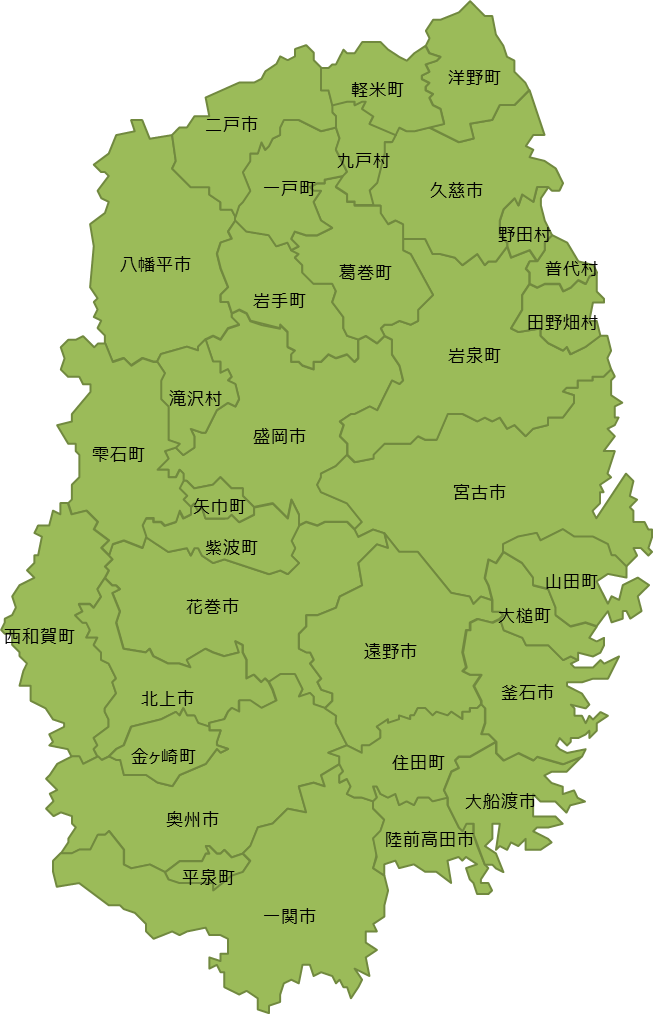 洋野町
軽米町
二戸市
九戸村
一戸町
久慈市
野田村
八幡平市
普代村
葛巻町
岩手町
田野畑村
岩泉町
滝沢村
盛岡市
雫石町
宮古市
矢巾町
紫波町
山田町
花巻市
大槌町
西和賀町
遠野市
釜石市
北上市
金ヶ崎町
住田町
大船渡市
奥州市
陸前高田市
平泉町
一関市